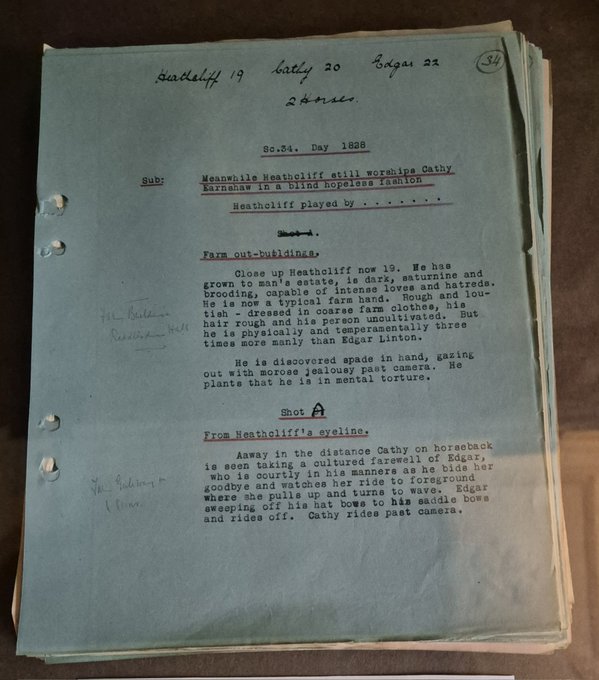 Heathcliff 19 Cathy 20 Edgar 22
34
2 Horses.
Sc.34. Day 1828
Sub: Meanwhile Heathcliff still worships Cathy
Earnshaw in a blind hopeless fashion
Heathcliff played by . . . . . . .
Shot A.
Farm out-buildings.
Close up Heathcliff now 19. He has
grown to man's estate, is dark, saturnine and
brooding, capable of intense loves and hatreds.
He is now a typical farm hand. Rough and lou-
tish - dressed in coarse farm clothes, his
hair rough and his person uncultivated. But
he is physically and temperamentally three
times more manly than Edgar Linton.
He is discovered spade in hand, gazing
out with morose jealousy past camera. He
plants that he is in mental torture.
Shot A
From Heathcliff's eyeline.
Aaway in the distance Cathy on horseback
is seen taking a cultured farewell of Edgar,
who is courtly in his manners as he bids her
goodbye and watches her ride to foreground
where she pulls up and turns to wave. Edgar
sweeping off his hat bows to his saddle bows
and rides off. Cathy rides past camera.